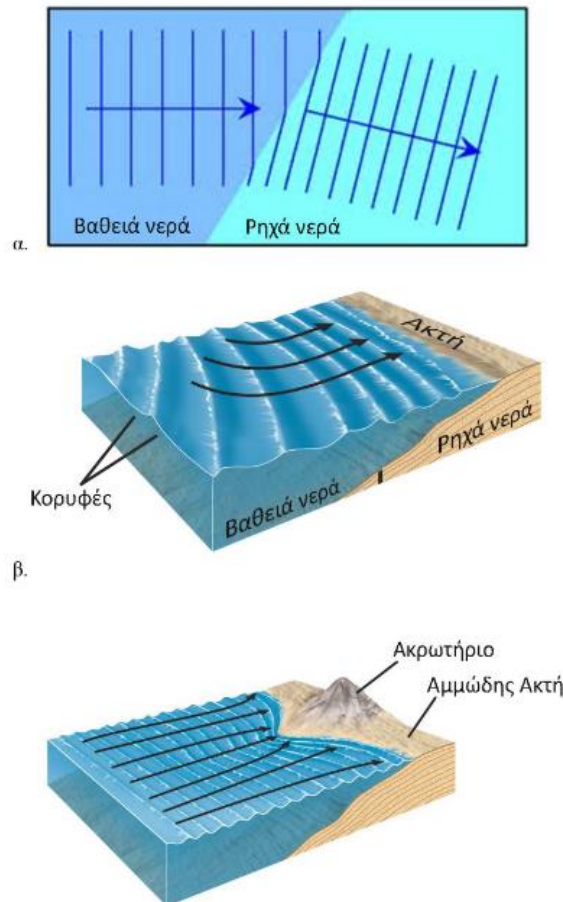 Βαθειά νερά
Ρηχά νερά
α.
Ακτή
Ρηχά νερά
Βαθειά νερά
Κορυφές
β.
Ακρωτήριο
Αμμώδης Ακτή